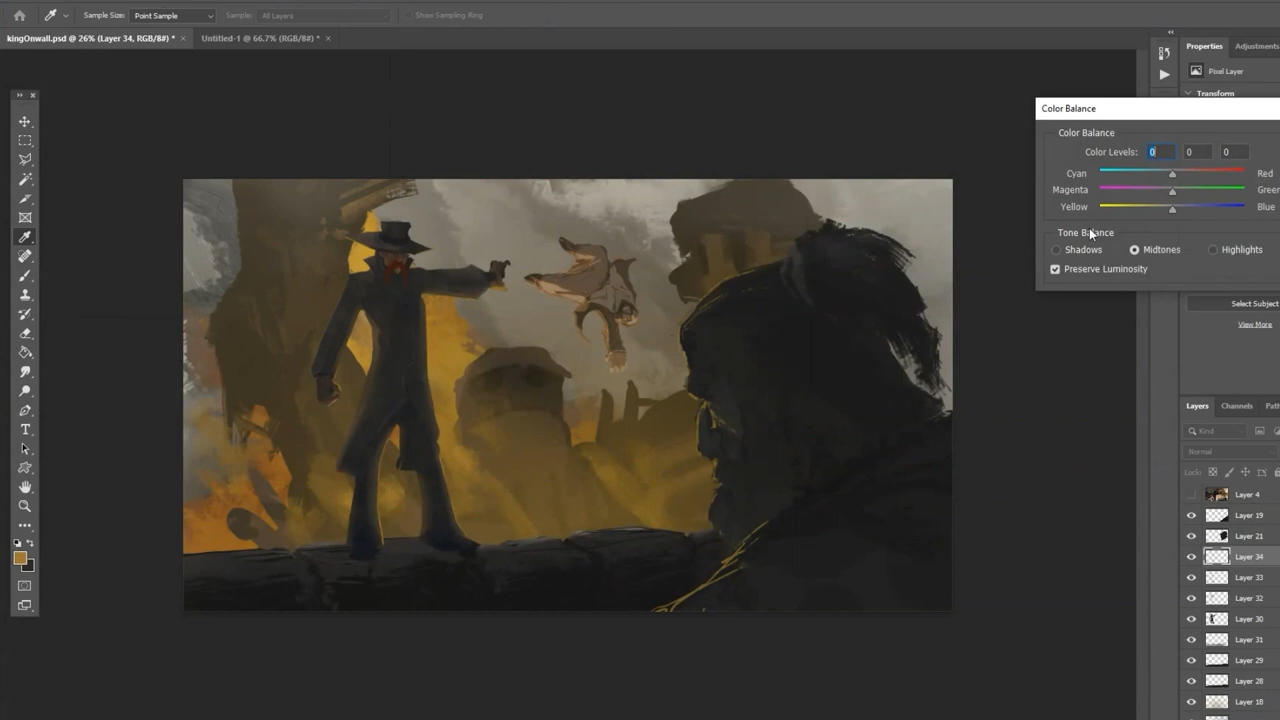 Sample Size: Point Sample Sample: All Layers Show Sampling Ring
kingOnwall.psd @ 26% (Layer 34, RGB/8#) * × Untitled-1 @ 66.7% (RGB/8#) * ×
Properties Adjustments
Pixel Layer
Transform
Color Balance
Color Balance
Color Levels: 0 0 0
Cyan Red
Magenta Green
Yellow Blue
Tone Balance
Shadows Midtones Highlights
Preserve Luminosity
Select Subject
View More
Layers Channels Path
Kind
Normal
Lock:
Layer 4
Layer 19
Layer 21
Layer 34
Layer 33
Layer 32
Layer 30
Layer 31
Layer 29
Layer 28
Layer 18